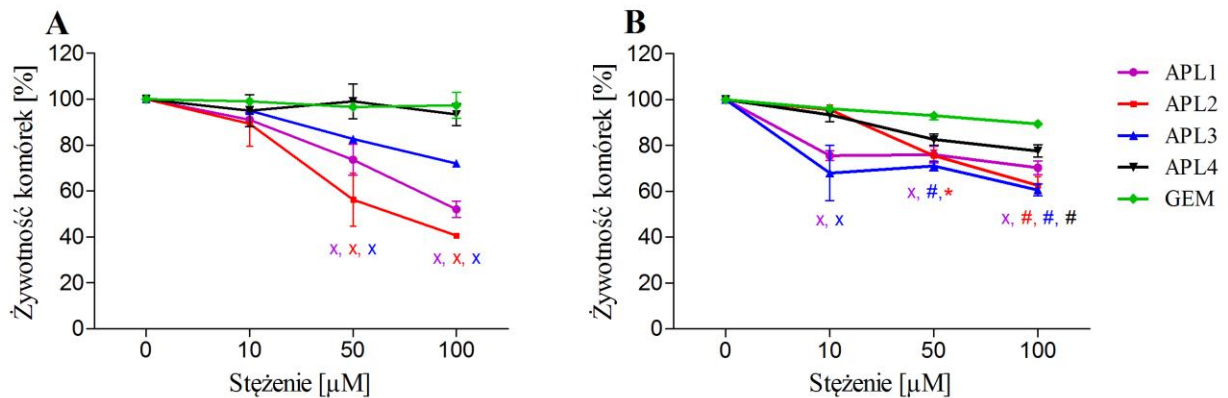 A
Żywotność komórek [%]
120
100
80
60
40
20
0
x, x, x
x, x, x
0 10 50 100
Stężenie [µM]
B
Żywotność komórek [%]
120
100
80
60
40
20
0
x, x
x, #, *
x, #, #, #
0 10 50 100
Stężenie [µM]
APL1
APL2
APL3
APL4
GEM